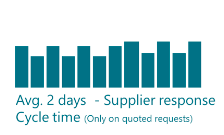 Avg. 2 days - Supplier response
Cycle time (Only on quoted requests)